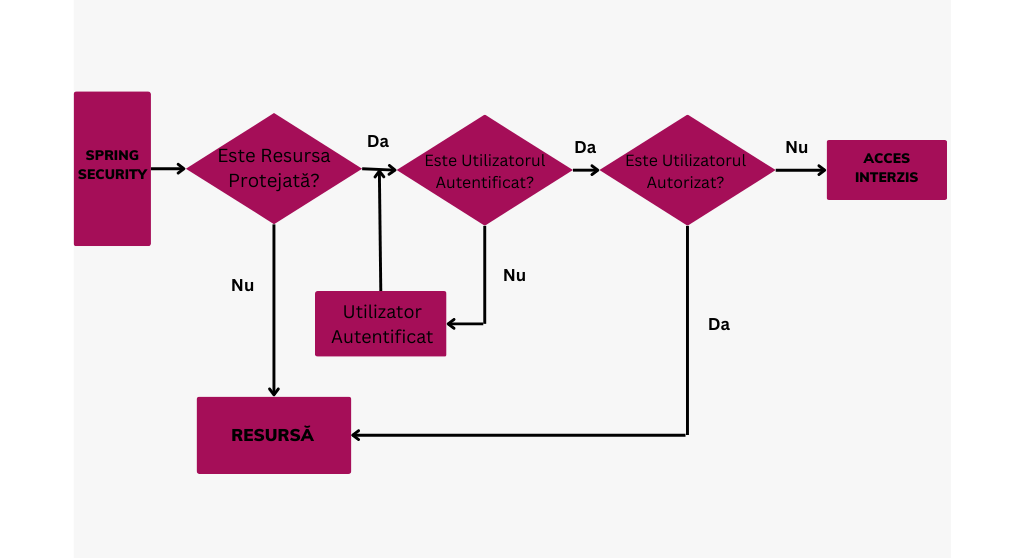 SPRING
SECURITY
Este Resursa
Protejată?
Da
Este Utilizatorul
Autentificat?
Da
Este Utilizatorul
Autorizat?
Nu
ACCES
INTERZIS
Nu
Utilizator
Autentificat
Nu
Da
RESURSĂ